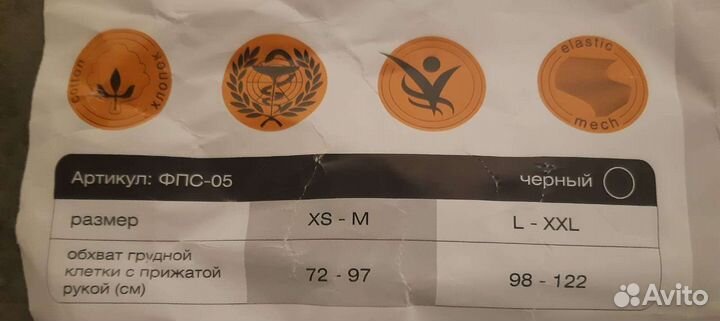 cotton
хлопок
elastic
mech
Артикул: ФПС-05 черный
размер XS - M L - XXL
обхват грудной
клетки с прижатой
рукой (см) 72 - 97 98 - 122
Avito